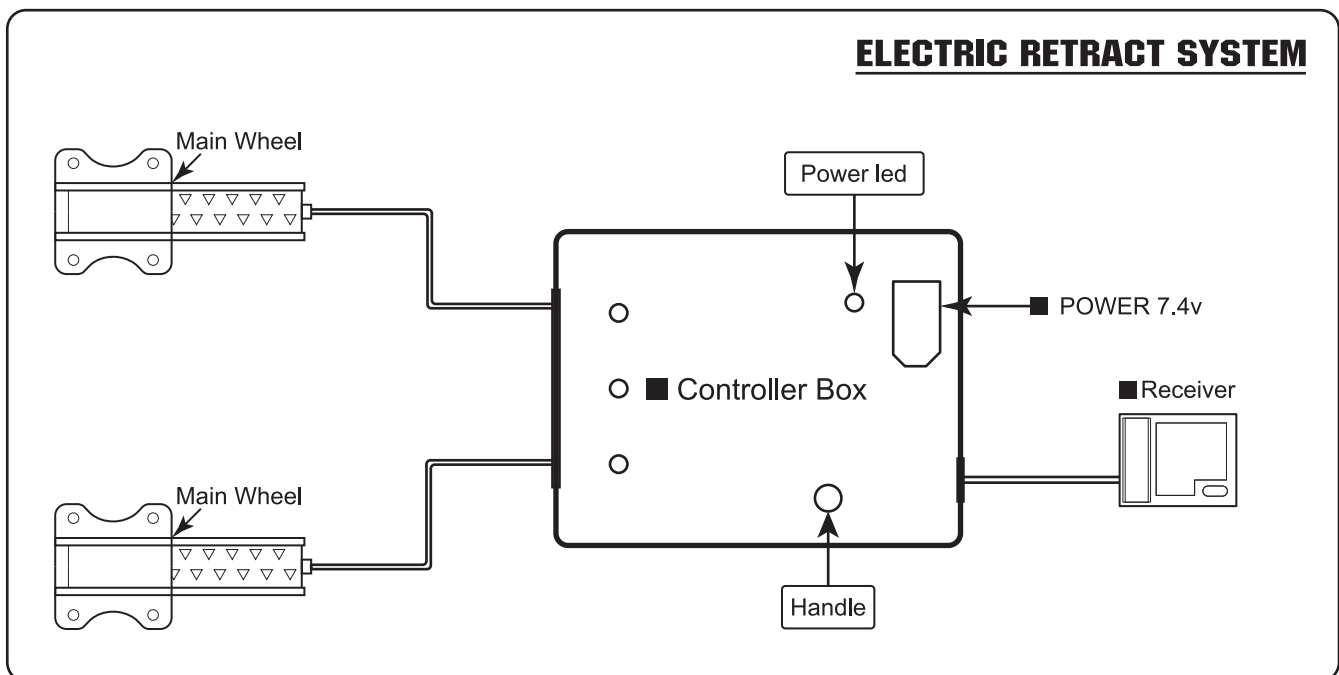 ELECTRIC RETRACT SYSTEM
Main Wheel
Power led
■ POWER 7.4v
■ Controller Box
■ Receiver
Main Wheel
Handle